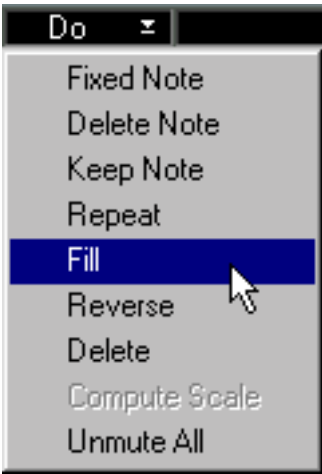 Do
Fixed Note
Delete Note
Keep Note
Repeat
Fill
Reverse
Delete
Compute Scale
Unmute All